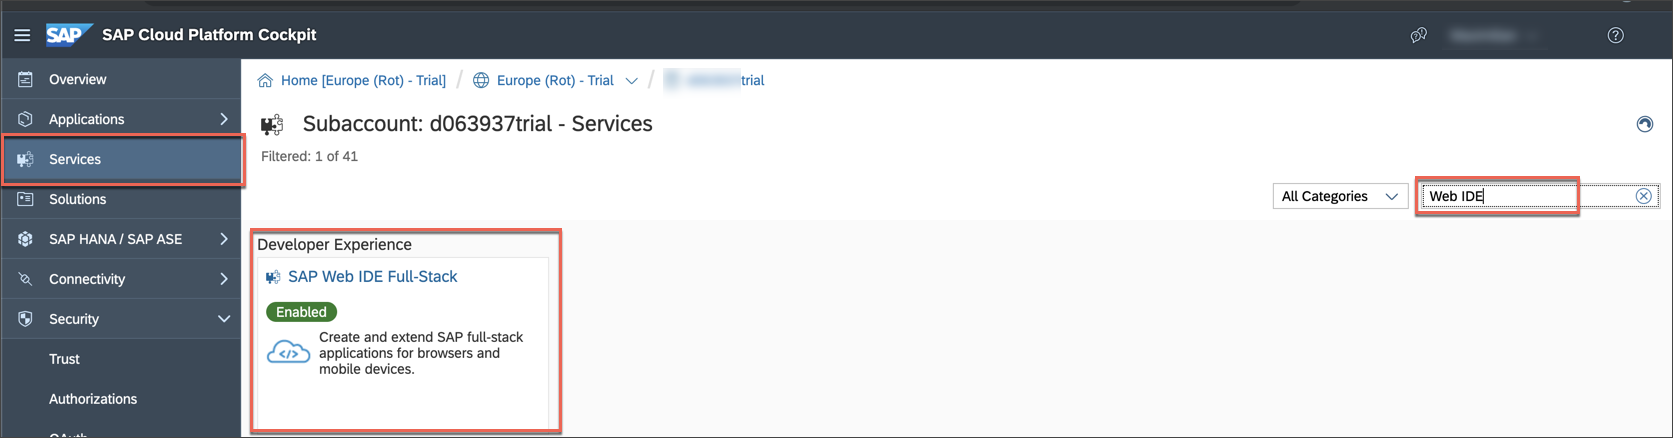 SAP SAP Cloud Platform Cockpit
Overview
Applications
Services
Solutions
SAP HANA / SAP ASE
Connectivity
Security
Trust
Authorizations
OAuth
Home [Europe (Rot) - Trial] / Europe (Rot) - Trial / trial
Subaccount: d063937trial - Services
Filtered: 1 of 41
All Categories
Web IDE
Developer Experience
SAP Web IDE Full-Stack
Enabled
Create and extend SAP full-stack
applications for browsers and
mobile devices.